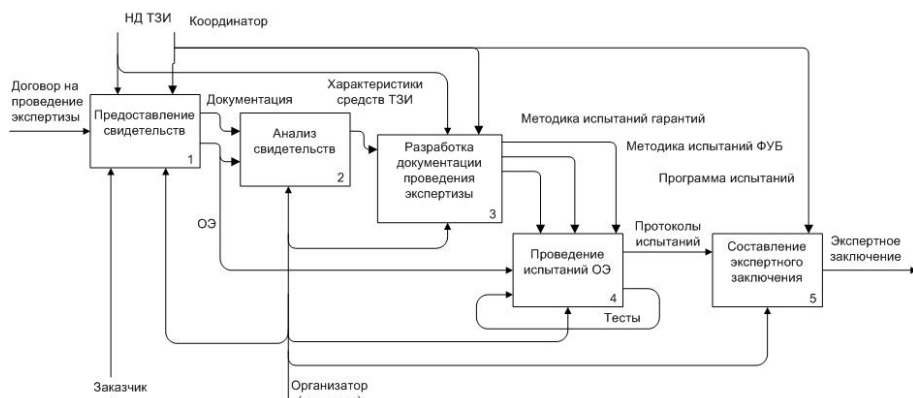 НД ТЗИ
Координатор
Договор на
проведение
экспертизы
Предоставление
свидетельств
1
Документация
Анализ
свидетельств
2
Характеристики
средств ТЗИ
Разработка
документации
проведения
экспертизы
3
Методика испытаний гарантий
Методика испытаний ФУБ
Программа испытаний
ОЭ
Проведение
испытаний ОЭ
4
Тесты
Протоколы
испытаний
Составление
экспертного
заключения
5
Экспертное
заключение
Заказчик
Организатор